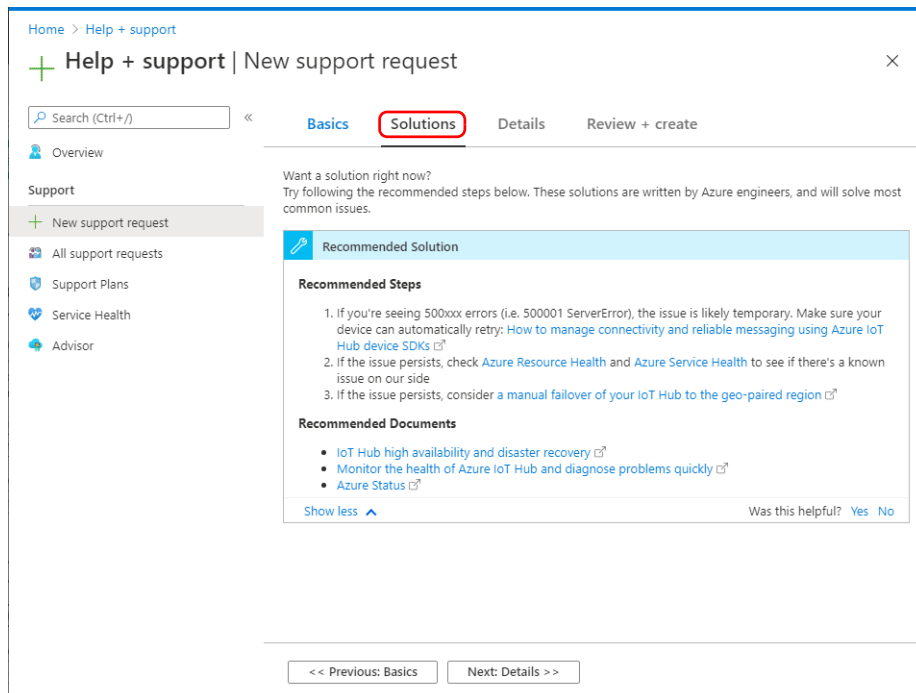 Home > Help + support
Help + support | New support request
Search (Ctrl+/)
«
Overview
Support
New support request
All support requests
Support Plans
Service Health
Advisor
Basics Solutions Details Review + create
Want a solution right now?
Try following the recommended steps below. These solutions are written by Azure engineers, and will solve most
common issues.
Recommended Solution
Recommended Steps
1. If you're seeing 500xxx errors (i.e. 500001 ServerError), the issue is likely temporary. Make sure your
device can automatically retry: How to manage connectivity and reliable messaging using Azure IoT
Hub device SDKs
2. If the issue persists, check Azure Resource Health and Azure Service Health to see if there's a known
issue on our side
3. If the issue persists, consider a manual failover of your IoT Hub to the geo-paired region
Recommended Documents
• IoT Hub high availability and disaster recovery
• Monitor the health of Azure IoT Hub and diagnose problems quickly
• Azure Status
Show less Was this helpful? Yes No
<< Previous: Basics Next: Details >>